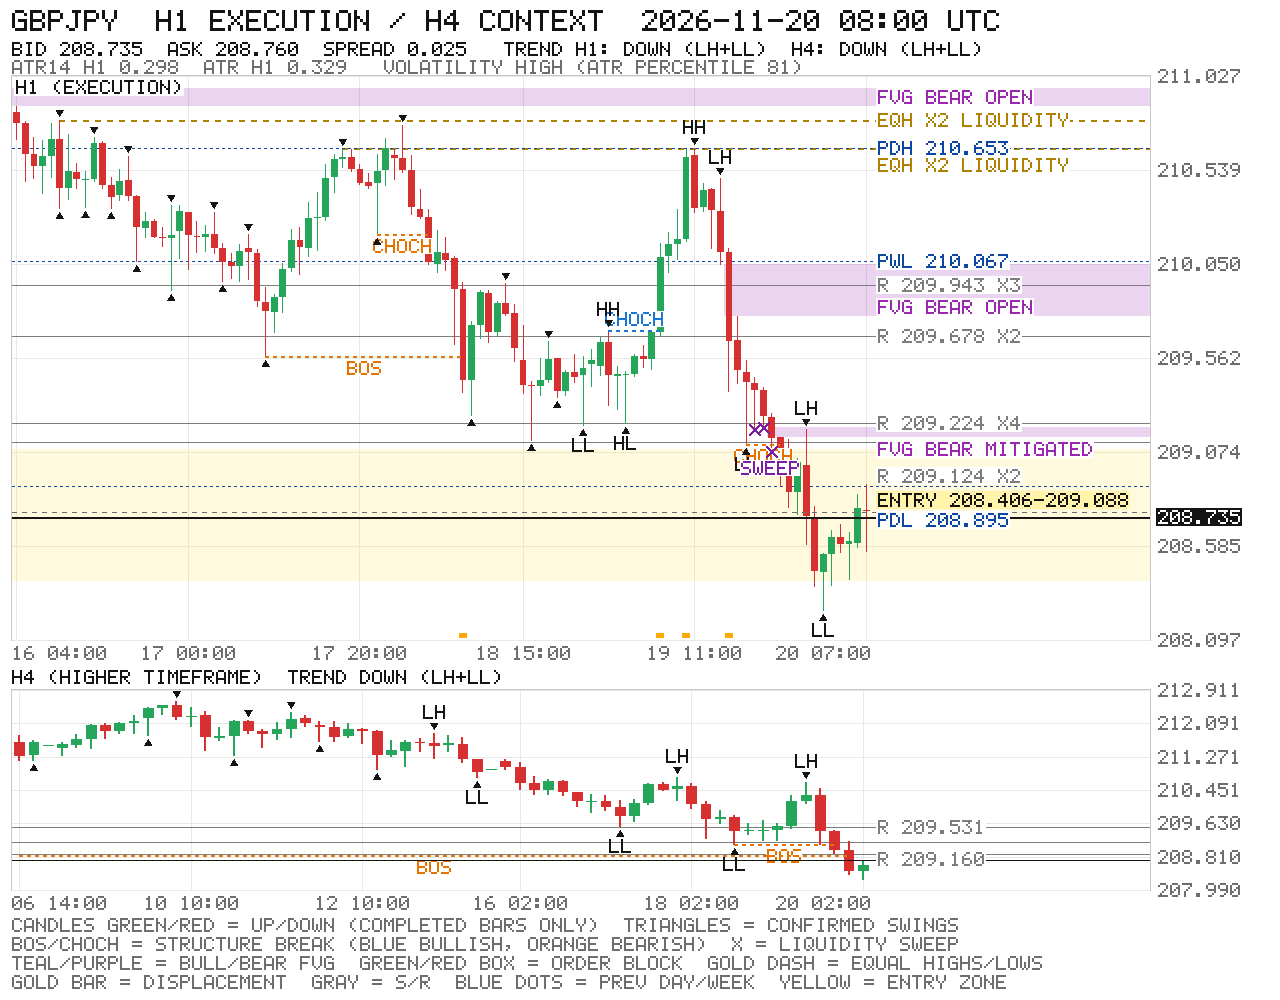 GBPJPY  H1 EXECUTION / H4 CONTEXT  2026-11-20 08:00 UTC
BID 208.735  ASK 208.760  SPREAD 0.025  TREND H1: DOWN (LH+LL)  H4: DOWN (LH+LL)
ATR14 H1 0.298  ATR H1 0.329  VOLATILITY HIGH (ATR PERCENTILE 81)
211.027
H1 (EXECUTION)
FVG BEAR OPEN
EQH X2 LIQUIDITY
HH
PDH 210.653
LH
EQH X2 LIQUIDITY
210.539
CHOCH
PWL 210.067
210.050
R 209.943 X3
HH
FVG BEAR OPEN
CHOCH
R 209.678 X2
209.562
BOS
LH
R 209.224 X4
LL
HL
FVG BEAR MITIGATED
209.074
CHOCH
SWEEP
R 209.124 X2
ENTRY 208.406-209.088
208.735
PDL 208.895
208.585
LL
208.097
16 04:00
17 00:00
17 20:00
18 15:00
19 11:00
20 07:00
H4 (HIGHER TIMEFRAME)  TREND DOWN (LH+LL)
212.911
LH
212.091
LH
LH
211.271
LL
210.451
R 209.531
209.630
LL
BOS
R 209.160
208.810
LL
BOS
207.990
06 14:00
10 10:00
12 10:00
16 02:00
18 02:00
20 02:00
CANDLES GREEN/RED = UP/DOWN (COMPLETED BARS ONLY)  TRIANGLES = CONFIRMED SWINGS
BOS/CHOCH = STRUCTURE BREAK (BLUE BULLISH, ORANGE BEARISH)  X = LIQUIDITY SWEEP
TEAL/PURPLE = BULL/BEAR FVG  GREEN/RED BOX = ORDER BLOCK  GOLD DASH = EQUAL HIGHS/LOWS
GOLD BAR = DISPLACEMENT  GRAY = S/R  BLUE DOTS = PREV DAY/WEEK  YELLOW = ENTRY ZONE